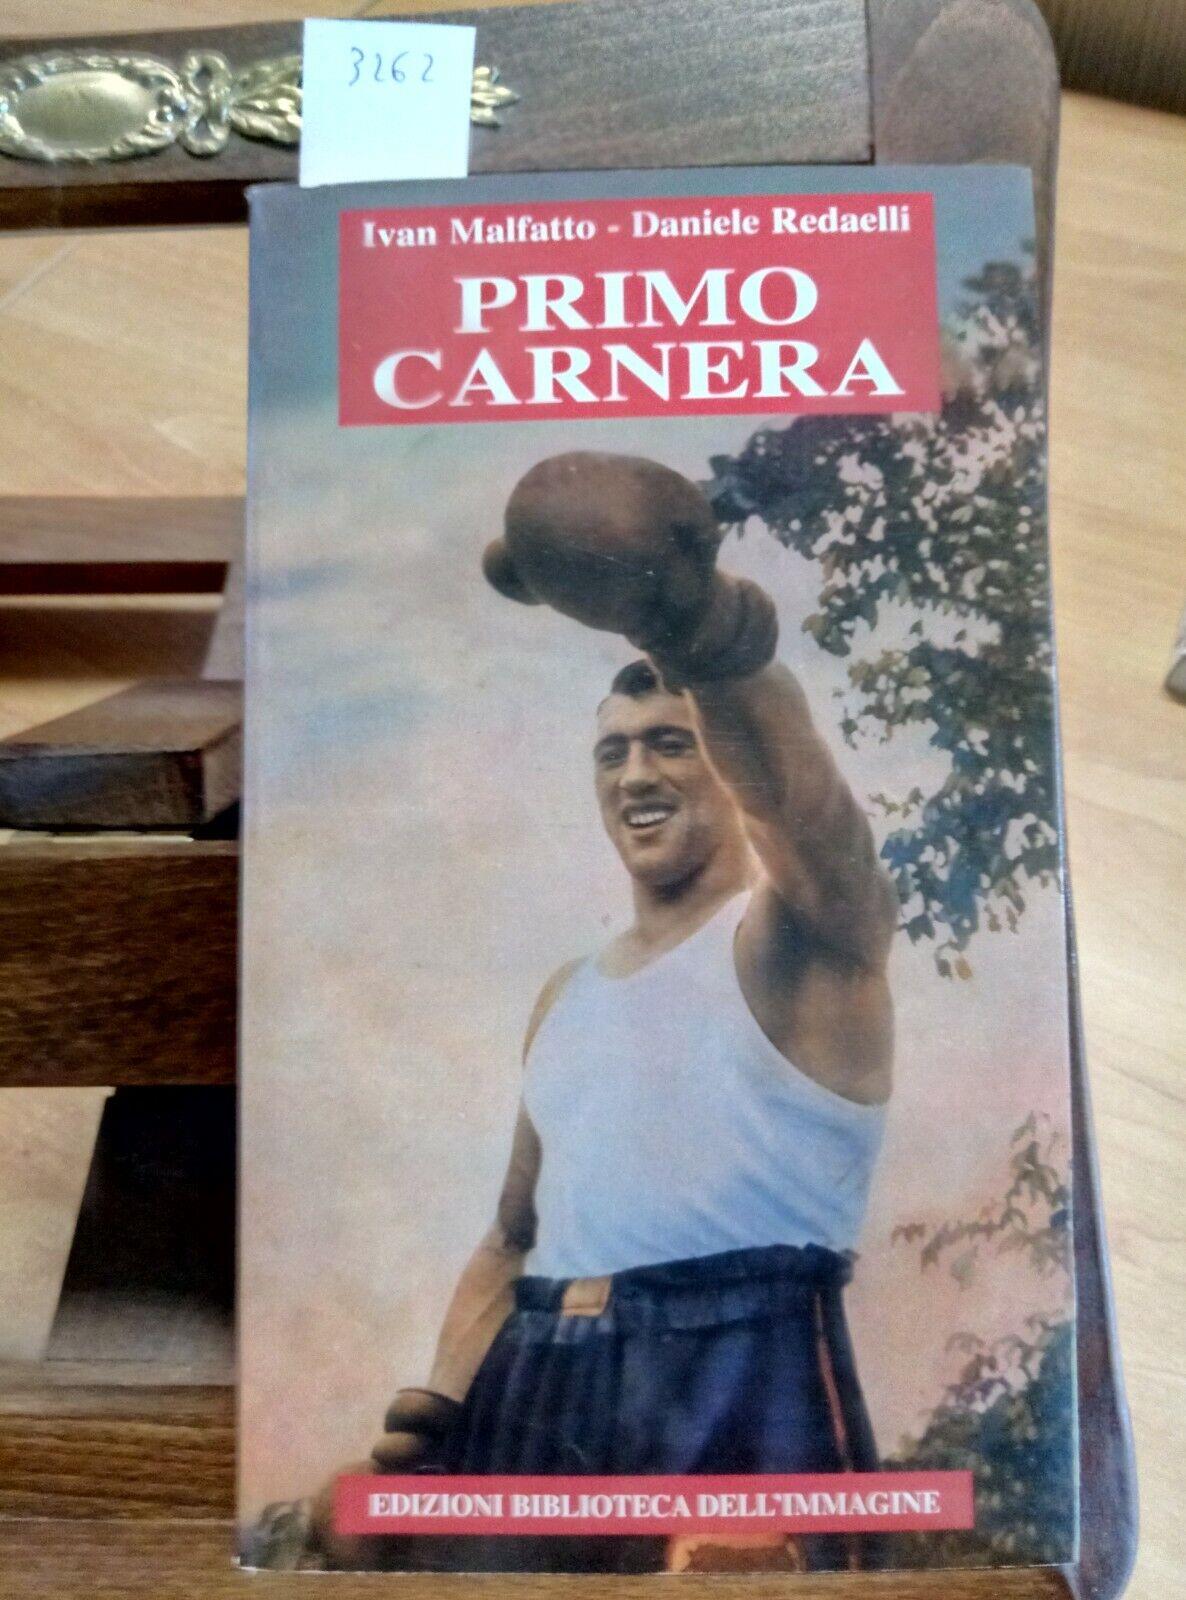 3262
Ivan Malfatto - Daniele Redaelli
PRIMO
CARNERA
EDIZIONI BIBLIOTECA DELL'IMMAGINE